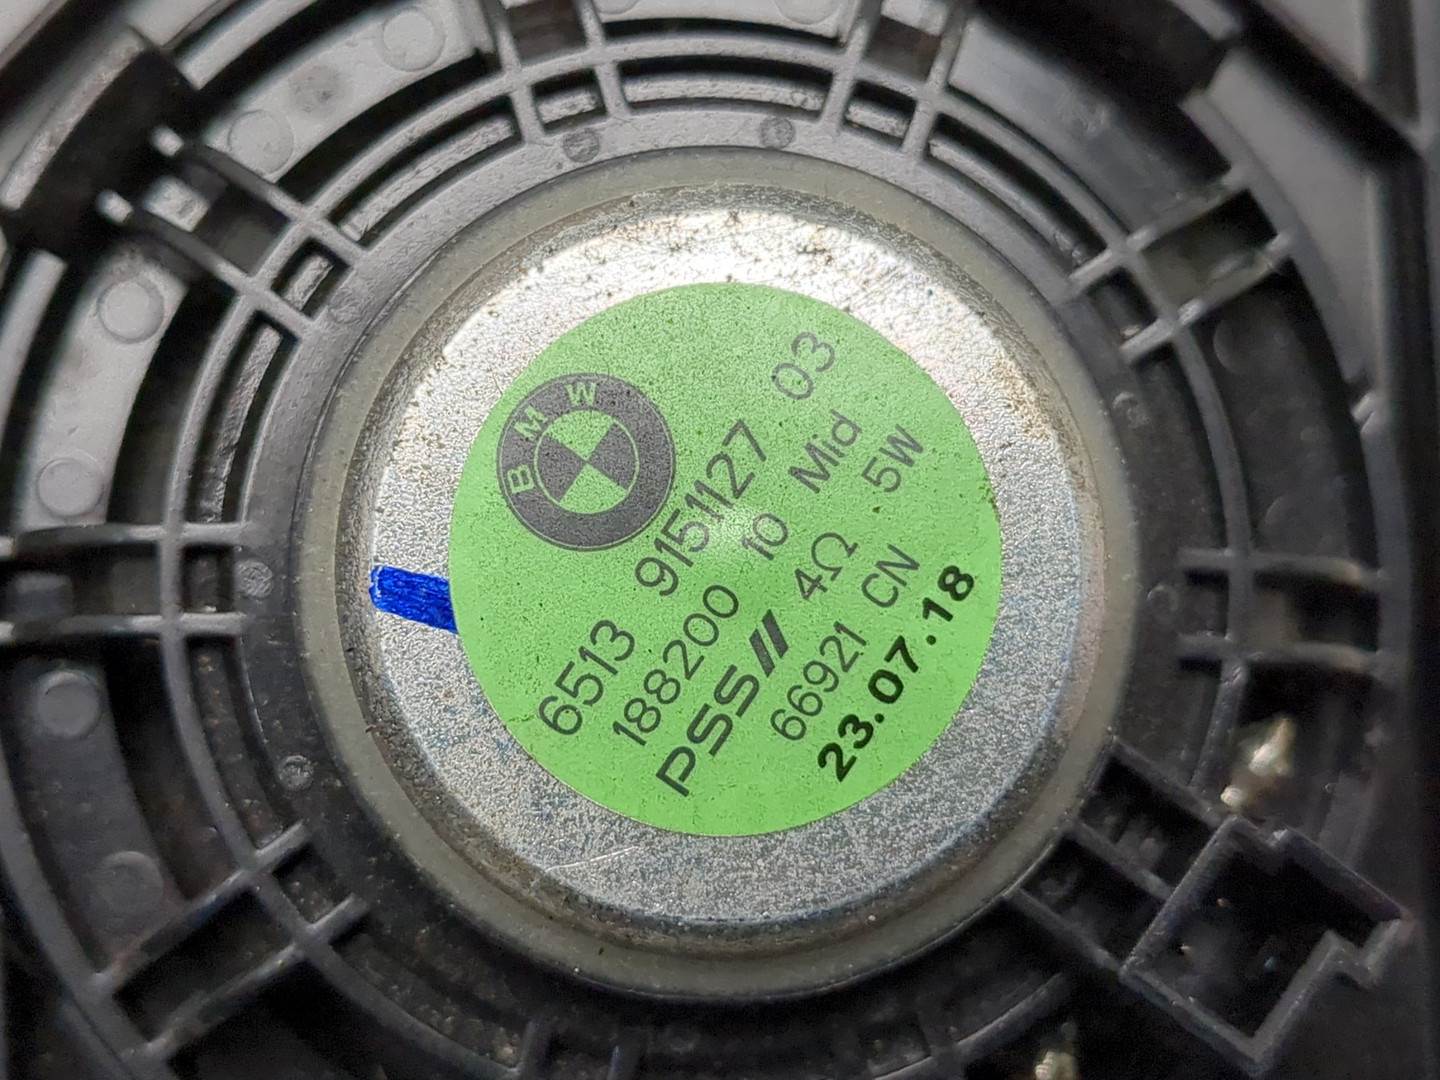 BMW
6513 9151127 03
188200 10 Mid
PSS// 4Ω 5W
66921 CN
23.07.18